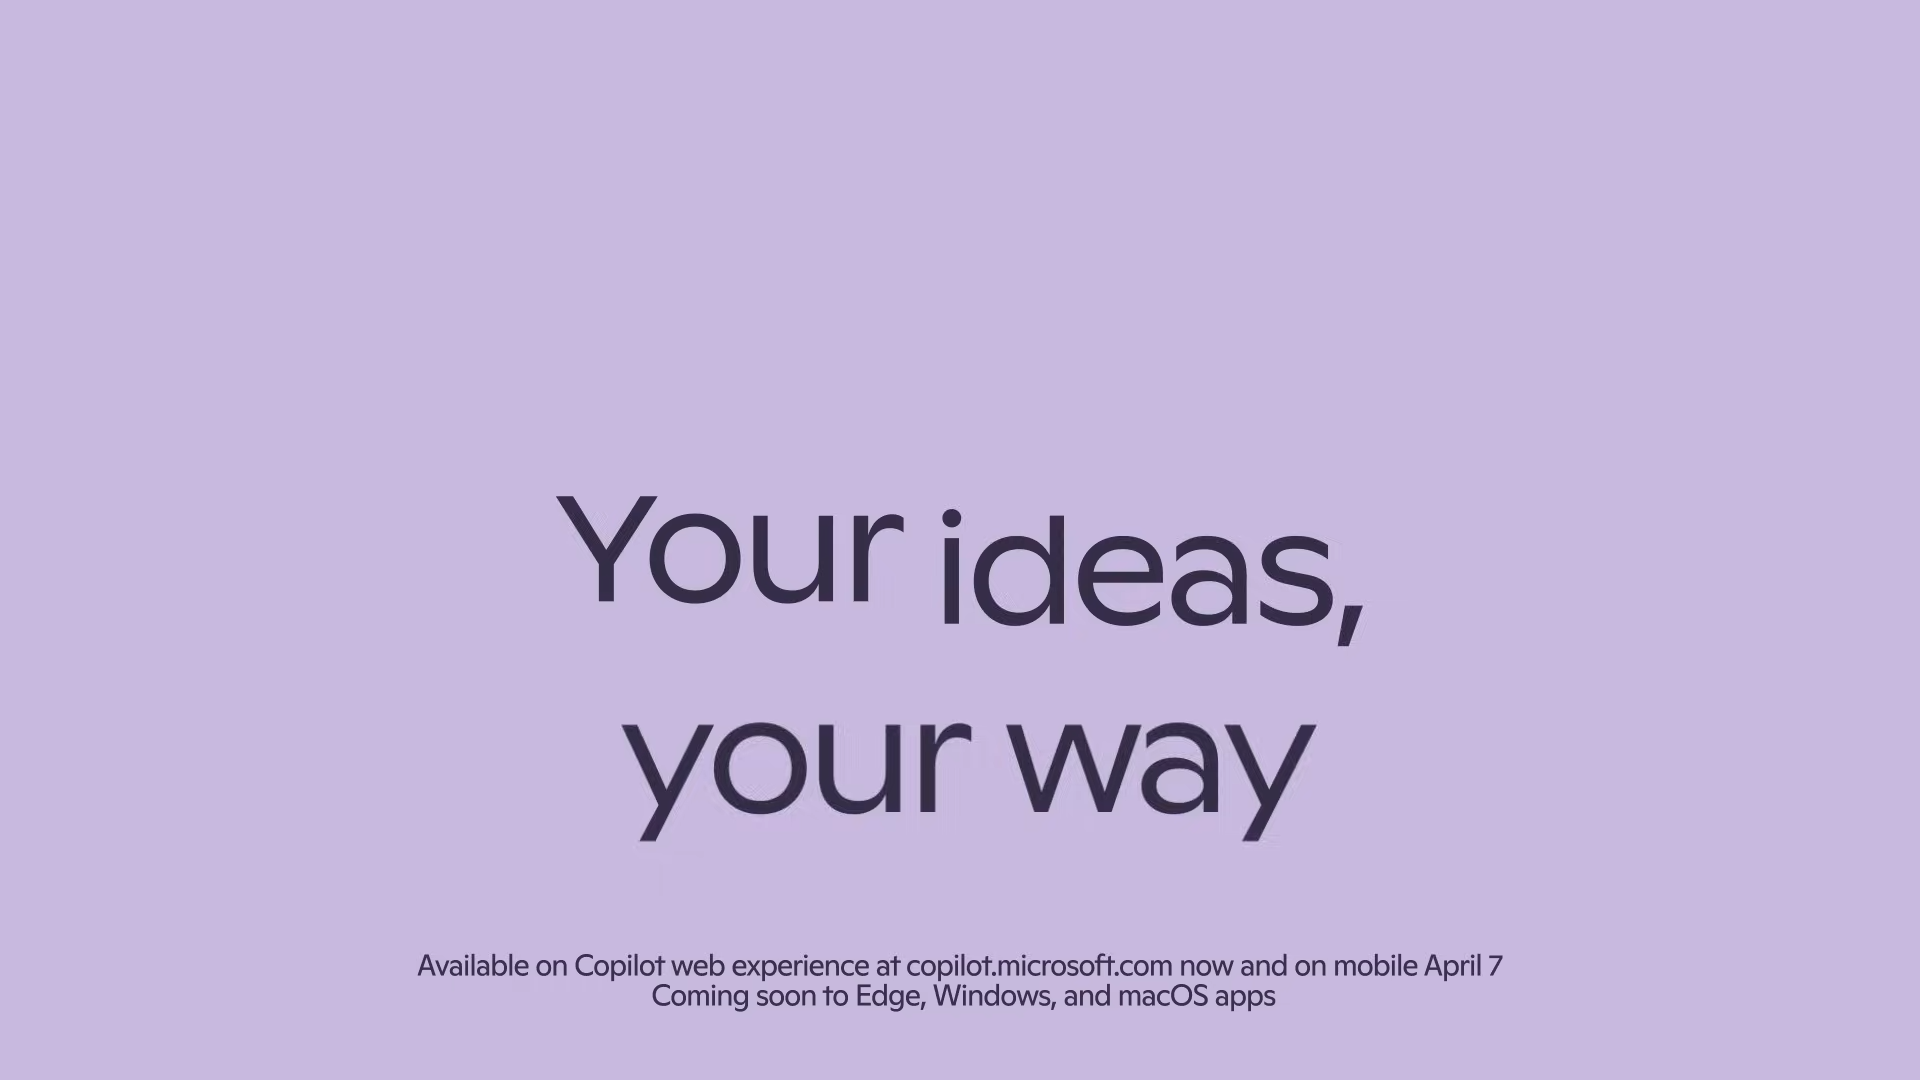 Your ideas,
your way
Available on Copilot web experience at copilot.microsoft.com now and on mobile April 7
Coming soon to Edge, Windows, and macOS apps